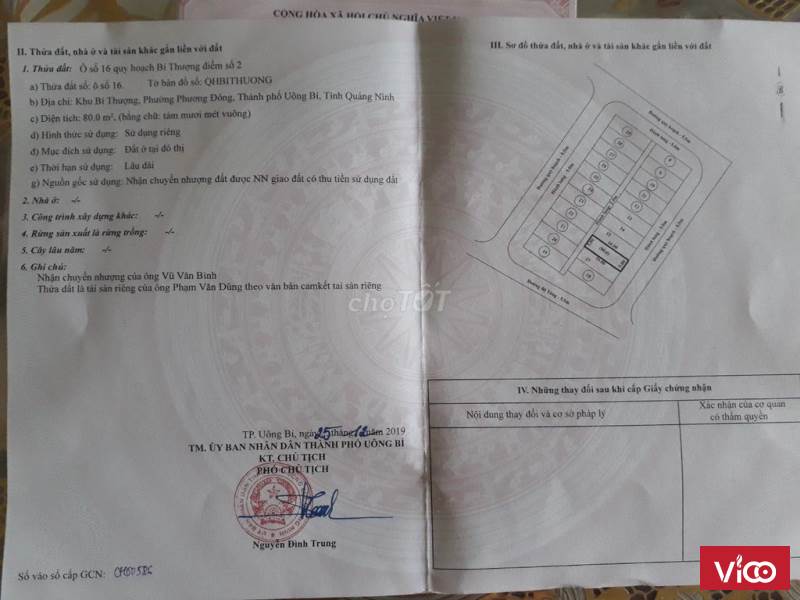 CỘNG HÒA XÃ HỘI CHỦ NGHĨA VIỆT
II. Thửa đất, nhà ở và tài sản khác gắn liền với đất
1. Thửa đất: Ô số 16 quy hoạch Bí Thượng điểm số 2
a) Thửa đất số: ô số 16. Tờ bản đồ số: QHBITHUONG
b) Địa chỉ: Khu Bí Thượng, Phường Phương Đông, Thành phố Uông Bí, Tỉnh Quảng Ninh
c) Diện tích: 80.0 m², (bằng chữ: tám mươi mét vuông)
d) Hình thức sử dụng: Sử dụng riêng
đ) Mục đích sử dụng: Đất ở tại đô thị
e) Thời hạn sử dụng: Lâu dài
g) Nguồn gốc sử dụng: Nhận chuyển nhượng đất được NN giao đất có thu tiền sử dụng đất
2. Nhà ở: -/-
3. Công trình xây dựng khác: -/-
4. Rừng sản xuất là rừng trồng: -/-
5. Cây lâu năm: -/-
6. Ghi chú:
Nhận chuyển nhượng của ông Vũ Văn Bình
Thửa đất là tài sản riêng của ông Phạm Văn Dũng theo văn bản camkết tai sản riêng
chợTỐT
TP. Uông Bí, ngày 25 tháng 12 năm 2019
TM. ỦY BAN NHÂN DÂN THÀNH PHỐ UÔNG BÍ
KT. CHỦ TỊCH
PHÓ CHỦ TỊCH
Nguyễn Đình Trung
Số vào sổ cấp GCN:
III. Sơ đồ thửa đất, nhà ở và tài sản khác gắn liền với đất
IV. Những thay đổi sau khi cấp Giấy chứng nhận
Nội dung thay đổi và cơ sở pháp lý
Xác nhận của cơ quan
có thẩm quyền
ViCO